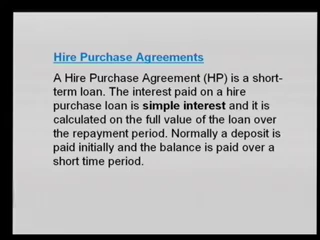 Hire Purchase Agreements
A Hire Purchase Agreement (HP) is a short-
term loan. The interest paid on a hire
purchase loan is simple interest and it is
calculated on the full value of the loan over
the repayment period. Normally a deposit is
paid initially and the balance is paid over a
short time period.